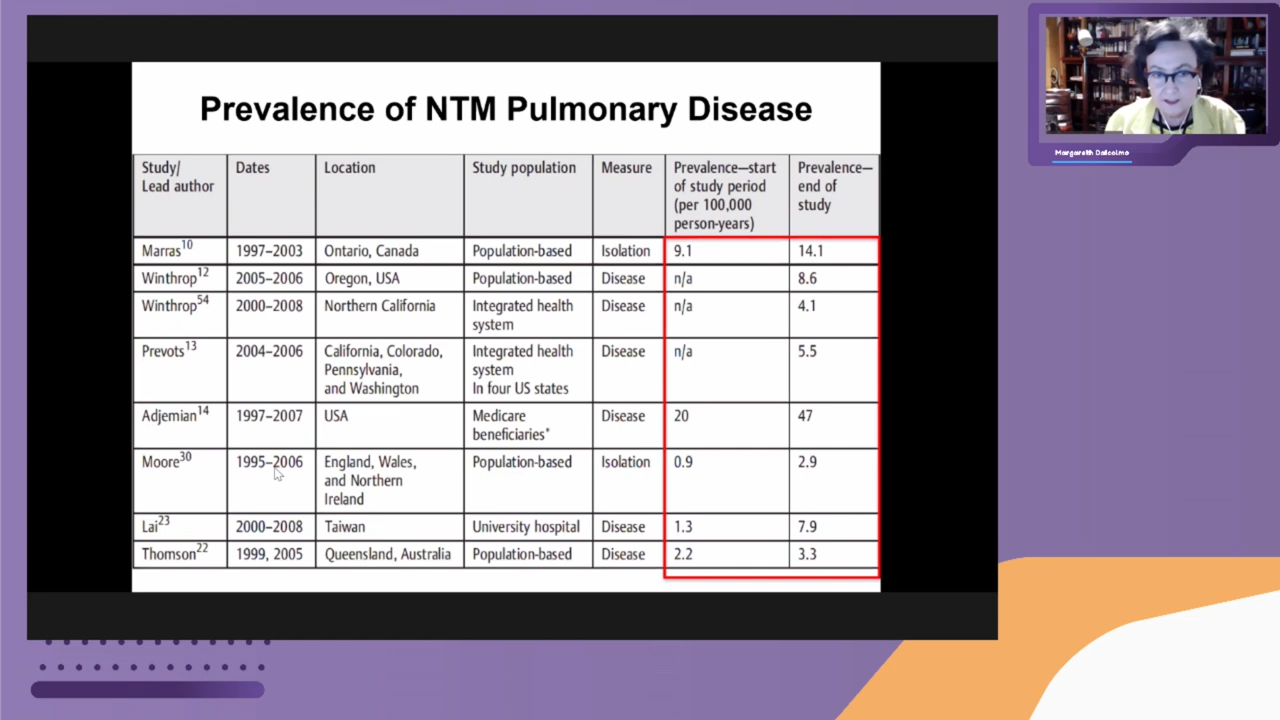 Prevalence of NTM Pulmonary Disease
Study/
Lead author
Dates
Location
Study population
Measure
Prevalence—start
of study period
(per 100,000
person-years)
Prevalence—
end of
study
Marras10 1997–2003 Ontario, Canada Population-based Isolation 9.1 14.1
Winthrop12 2005–2006 Oregon, USA Population-based Disease n/a 8.6
Winthrop54 2000–2008 Northern California Integrated health Disease n/a 4.1
system
Prevots13 2004–2006 California, Colorado, Integrated health Disease n/a 5.5
Pennsylvania, system
and Washington In four US states
Adjemian14 1997–2007 USA Medicare Disease 20 47
beneficiaries*
Moore30 1995–2006 England, Wales, Population-based Isolation 0.9 2.9
and Northern
Ireland
Lai23 2000–2008 Taiwan University hospital Disease 1.3 7.9
Thomson22 1999, 2005 Queensland, Australia Population-based Disease 2.2 3.3
Margareth Dalcolmo